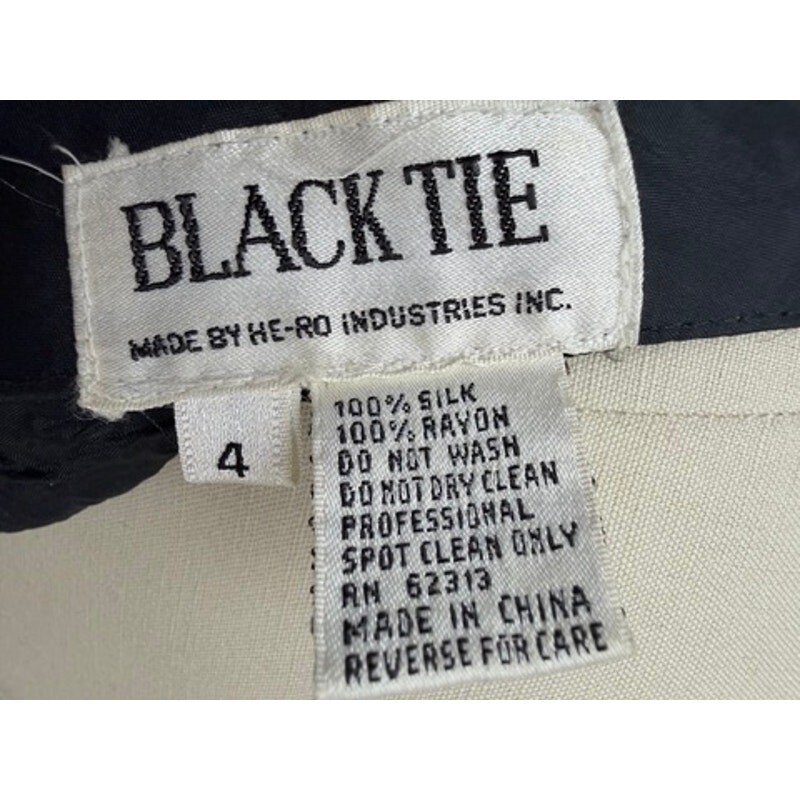 BLACK TIE
MADE BY HE-RO INDUSTRIES INC.
4
100% SILK
100% RAYON
DO NOT WASH
DO NOT DRY CLEAN
PROFESSIONAL
SPOT CLEAN ONLY
RN 62313
MADE IN CHINA
REVERSE FOR CARE